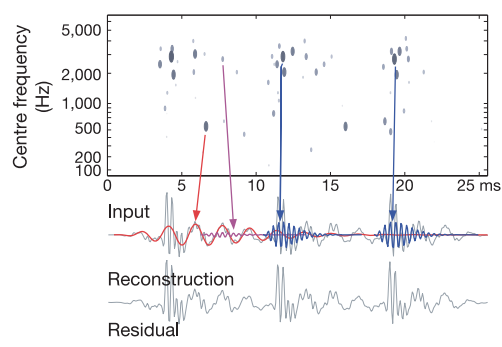 Centre frequency
(Hz)
5,000
2,000
1,000
500
200
100
0 5 10 15 20 25 ms
Input
Reconstruction
Residual